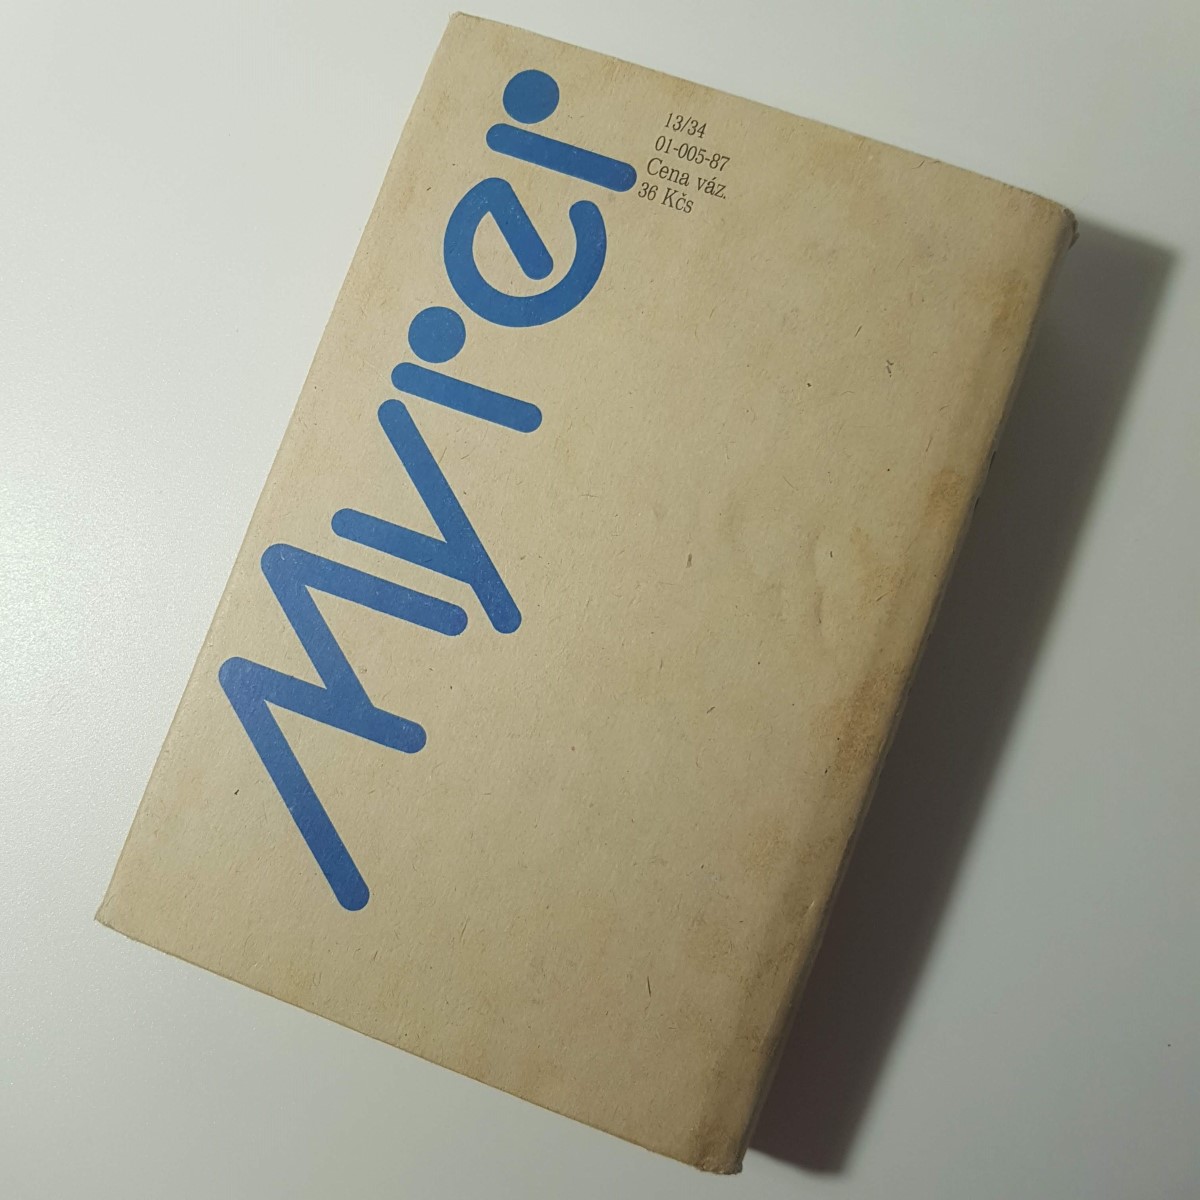 Myrer
13/34
01-005-87
Cena váz.
36 Kčs